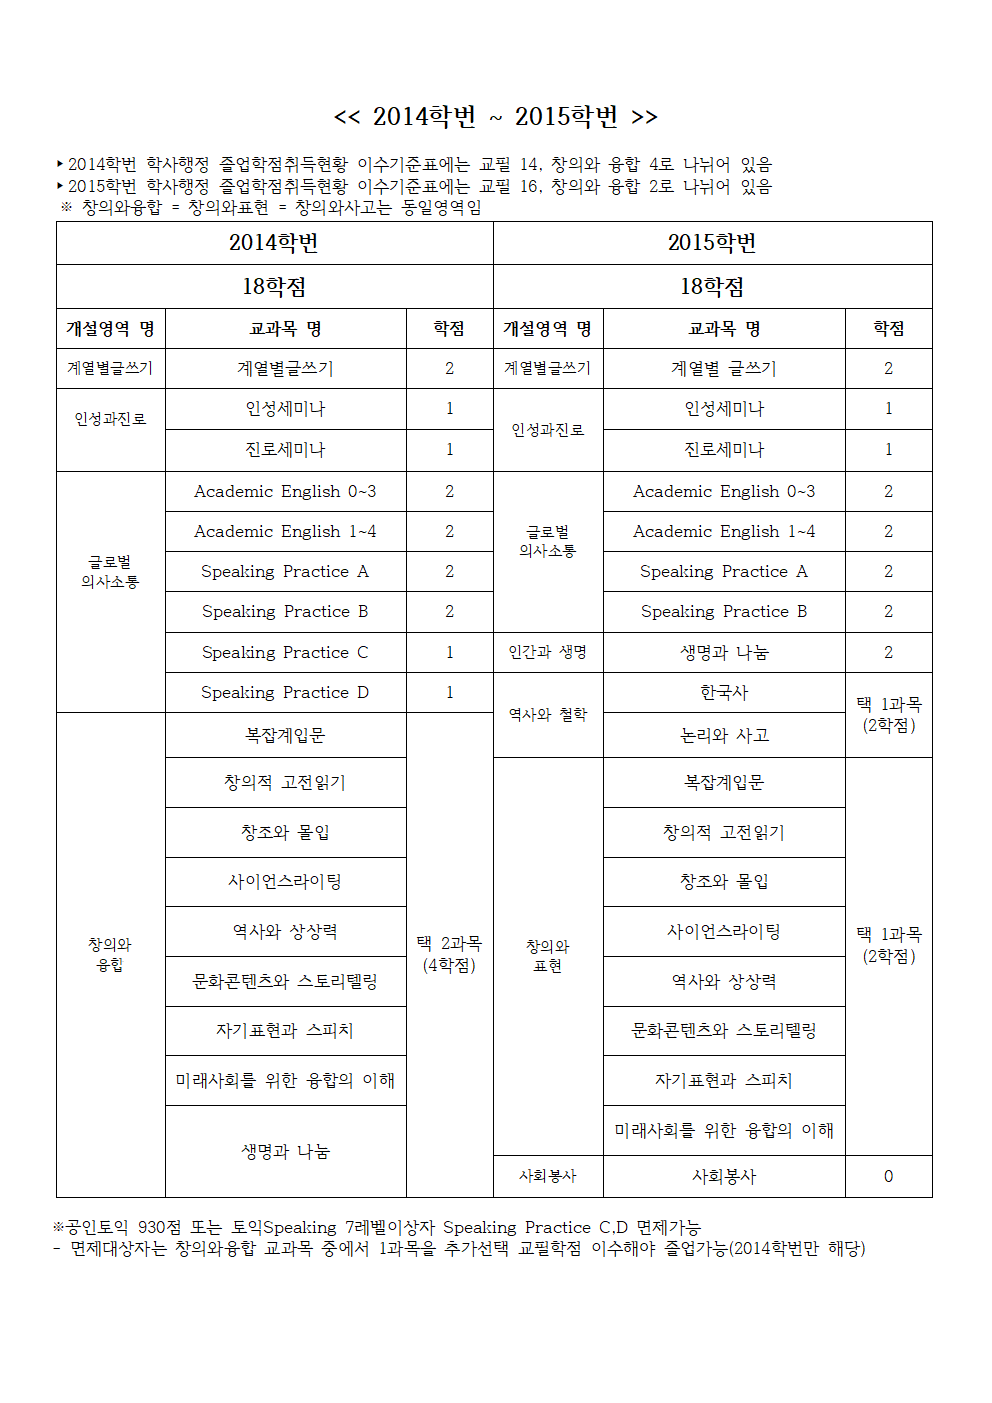 << 2014학번 ~ 2015학번 >>
▸2014학번 학사행정 졸업학점취득현황 이수기준표에는 교필 14, 창의와 융합 4로 나뉘어 있음
▸2015학번 학사행정 졸업학점취득현황 이수기준표에는 교필 16, 창의와 융합 2로 나뉘어 있음
※ 창의와융합 = 창의와표현 = 창의와사고는 동일영역임
2014학번 2015학번
18학점 18학점
개설영역 명 교과목 명 학점 개설영역 명 교과목 명 학점
계열별글쓰기 계열별글쓰기 2 계열별글쓰기 계열별 글쓰기 2
인성과진로 인성세미나 1 인성과진로 인성세미나 1
진로세미나 1 진로세미나 1
글로벌
의사소통
Academic English 0~3 2
글로벌
의사소통
Academic English 0~3 2
Academic English 1~4 2 Academic English 1~4 2
Speaking Practice A 2 Speaking Practice A 2
Speaking Practice B 2 Speaking Practice B 2
Speaking Practice C 1 인간과 생명 생명과 나눔 2
Speaking Practice D 1 역사와 철학 한국사
택 1과목
(2학점)
창의와
융힙
복잡계입문 논리와 사고
택 2과목
(4학점)
창의적 고전읽기
창의와
표현
복잡계입문
택 1과목
(2학점)
창조와 몰입 창의적 고전읽기
사이언스라이팅 창조와 몰입
역사와 상상력 사이언스라이팅
문화콘텐츠와 스토리텔링 역사와 상상력
자기표현과 스피치 문화콘텐츠와 스토리텔링
미래사회를 위한 융합의 이해 자기표현과 스피치
생명과 나눔 미래사회를 위한 융합의 이해
사회봉사 사회봉사 0
※공인토익 930점 또는 토익Speaking 7레벨이상자 Speaking Practice C,D 면제가능
- 면제대상자는 창의와융합 교과목 중에서 1과목을 추가선택 교필학점 이수해야 졸업가능(2014학번만 해당)